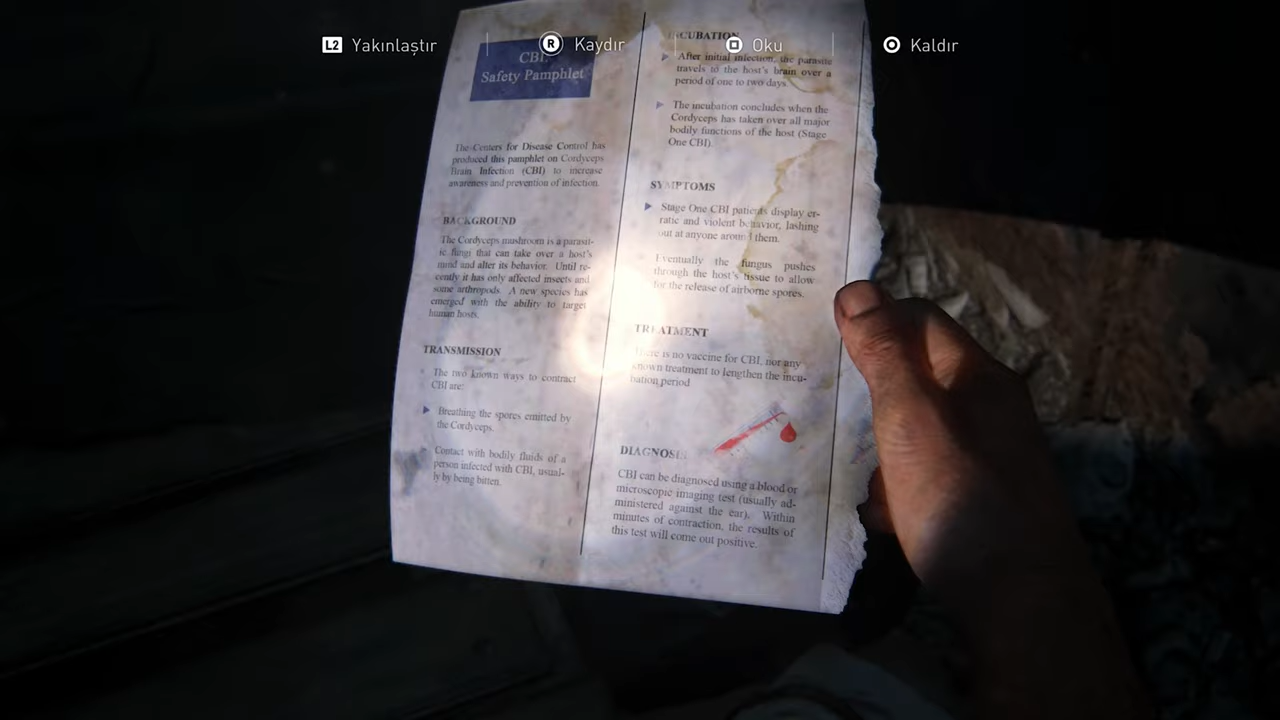 L2 Yakınlaştır R Kaydır Oku Kaldır
CBI:
Safety Pamphlet
The Centers for Disease Control has
produced this pamphlet on Cordyceps
Brain Infection (CBI) to increase
awareness and prevention of infection.
BACKGROUND
The Cordyceps mushroom is a parasit-
ic fungi that can take over a host's
mind and alter its behavior. Until re-
cently it has only affected insects and
some arthropods. A new species has
emerged with the ability to target
human hosts.
TRANSMISSION
The two known ways to contract
CBI are:
Breathing the spores emitted by
the Cordyceps.
Contact with bodily fluids of a
person infected with CBI, usual-
ly by being bitten.
INCUBATION
After initial infection, the parasite
travels to the host's brain over a
period of one to two days.
The incubation concludes when the
Cordyceps has taken over all major
bodily functions of the host (Stage
One CBI).
SYMPTOMS
Stage One CBI patients display er-
ratic and violent behavior, lashing
out at anyone around them.
Eventually the fungus pushes
through the host's tissue to allow
for the release of airborne spores.
TREATMENT
There is no vaccine for CBI, nor any
known treatment to lengthen the incu-
bation period
DIAGNOSIS
CBI can be diagnosed using a blood or
microscopic imaging test (usually ad-
ministered against the ear). Within
minutes of contraction, the results of
this test will come out positive.